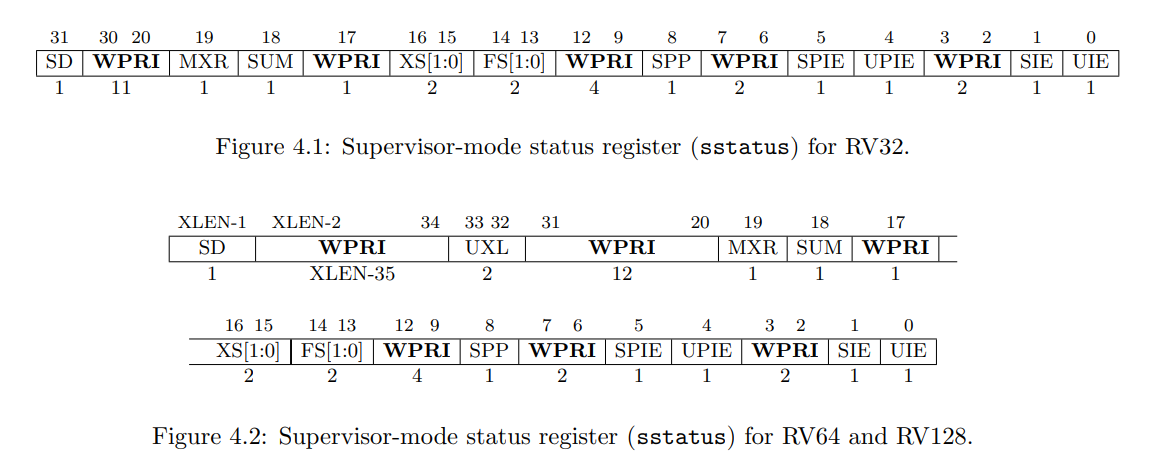 31 30 20 19 18 17 16 15 14 13 12 9 8 7 6 5 4 3 2 1 0
SD WPRI MXR SUM WPRI XS[1:0] FS[1:0] WPRI SPP WPRI SPIE UPIE WPRI SIE UIE
1 11 1 1 1 2 2 4 1 2 1 1 2 1 1
Figure 4.1: Supervisor-mode status register (sstatus) for RV32.
XLEN-1 XLEN-2 34 33 32 31 20 19 18 17
SD WPRI UXL WPRI MXR SUM WPRI
1 XLEN-35 2 12 1 1 1
16 15 14 13 12 9 8 7 6 5 4 3 2 1 0
XS[1:0] FS[1:0] WPRI SPP WPRI SPIE UPIE WPRI SIE UIE
2 2 4 1 2 1 1 2 1 1
Figure 4.2: Supervisor-mode status register (sstatus) for RV64 and RV128.